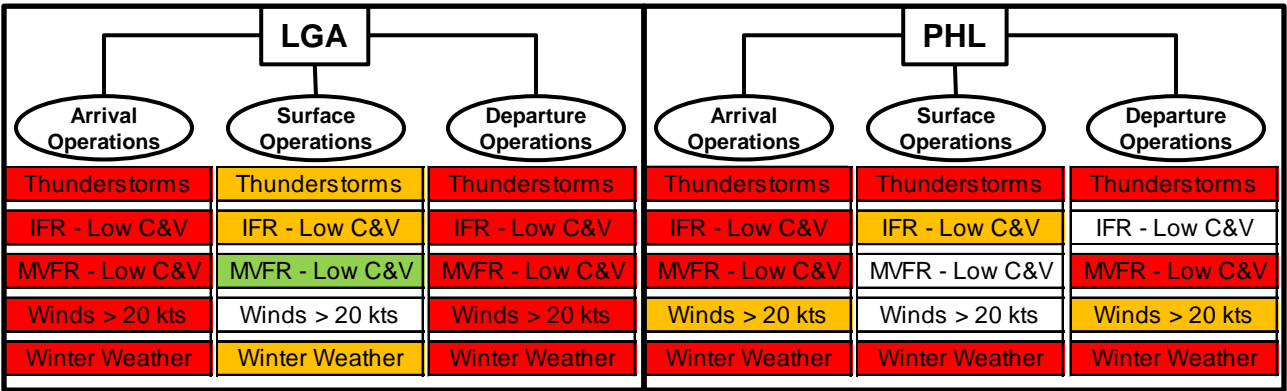 LGA
PHL
Arrival
Operations
Surface
Operations
Departure
Operations
Arrival
Operations
Surface
Operations
Departure
Operations
Thunderstorms
Thunderstorms
Thunderstorms
Thunderstorms
Thunderstorms
Thunderstorms
IFR - Low C&V
IFR - Low C&V
IFR - Low C&V
IFR - Low C&V
IFR - Low C&V
IFR - Low C&V
MVFR - Low C&V
MVFR - Low C&V
MVFR - Low C&V
MVFR - Low C&V
MVFR - Low C&V
MVFR - Low C&V
Winds > 20 kts
Winds > 20 kts
Winds > 20 kts
Winds > 20 kts
Winds > 20 kts
Winds > 20 kts
Winter Weather
Winter Weather
Winter Weather
Winter Weather
Winter Weather
Winter Weather